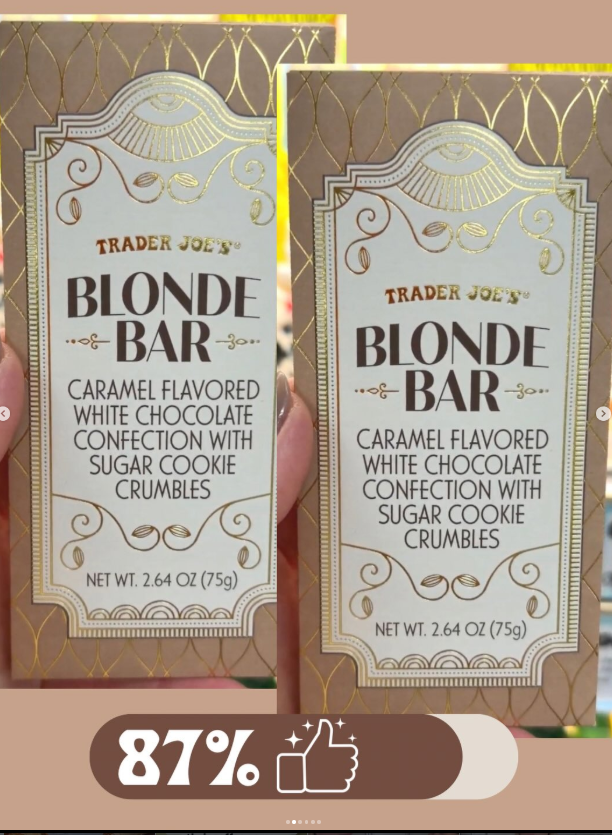 TRADER JOE'S®
BLONDE
BAR
CARAMEL FLAVORED
WHITE CHOCOLATE
CONFECTION WITH
SUGAR COOKIE
CRUMBLES
NET WT. 2.64 OZ (75g)
TRADER JOE'S®
BLONDE
BAR
CARAMEL FLAVORED
WHITE CHOCOLATE
CONFECTION WITH
SUGAR COOKIE
CRUMBLES
NET WT. 2.64 OZ (75g)
87%